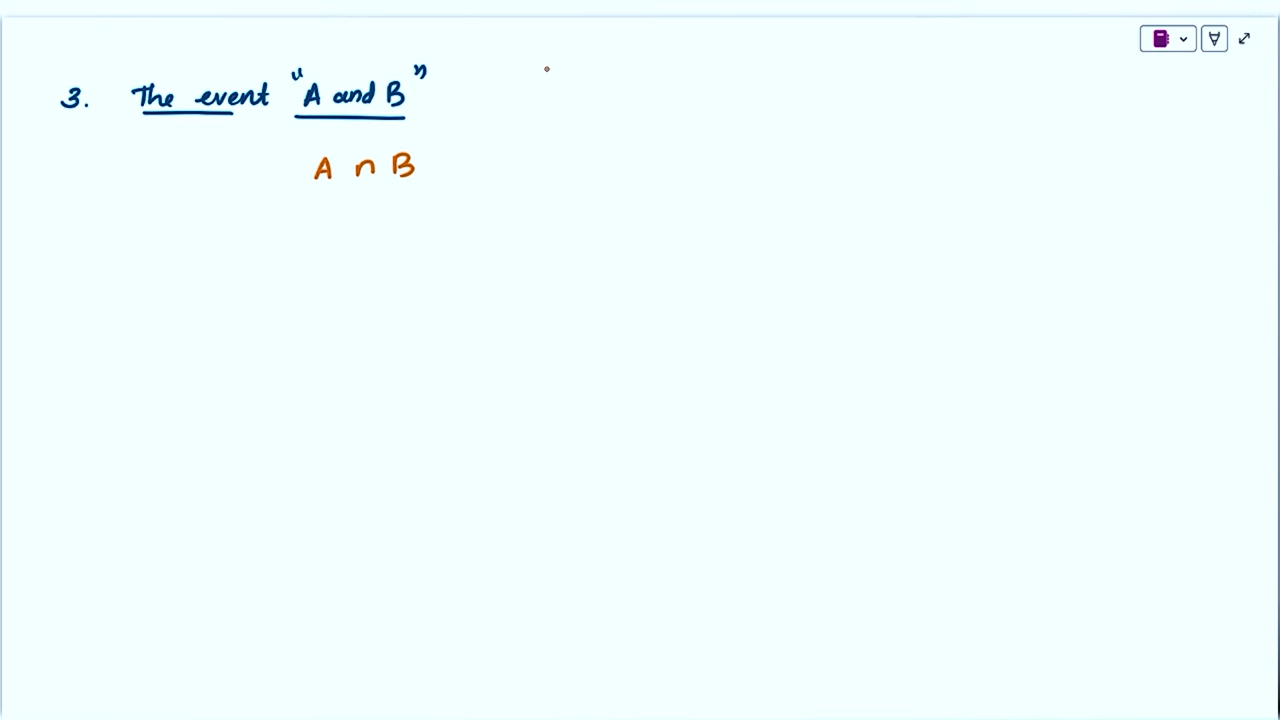 3. The event "A and B"
A ∩ B